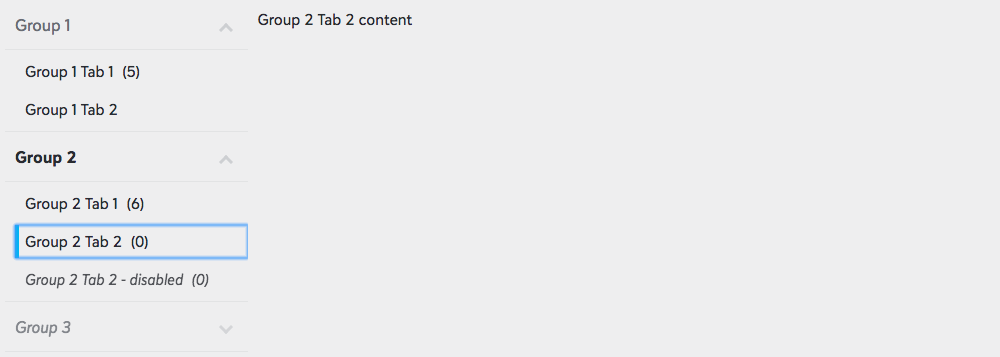 Group 1
Group 2 Tab 2 content
Group 1 Tab 1 (5)
Group 1 Tab 2
Group 2
Group 2 Tab 1 (6)
Group 2 Tab 2 (0)
Group 2 Tab 2 - disabled (0)
Group 3